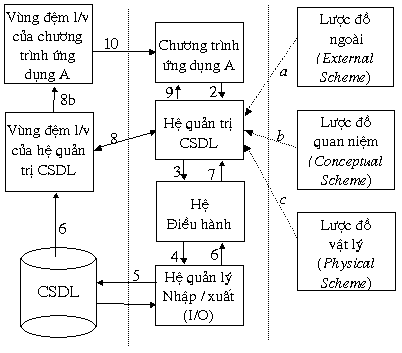 Vùng đệm l/v
của chương
trình ứng
dụng A
10
Chương trình
ứng dụng A
Lược đồ
ngoài
(External
Scheme)
a
8b
9
2
Vùng đệm l/v
của hệ quản
trị CSDL
8
Hệ quản trị
CSDL
b
Lược đồ
quan niệm
(Conceptual
Scheme)
3
7
c
6
Hệ
Điều hành
Lược đồ
vật lý
(Physical
Scheme)
4
6
CSDL
5
Hệ quản lý
Nhập / xuất
(I/O)